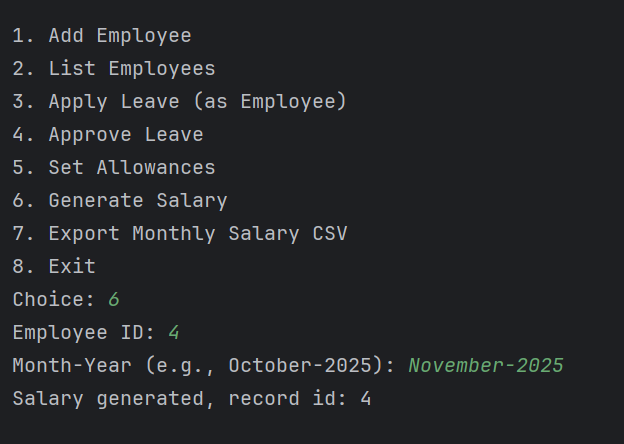 1. Add Employee
2. List Employees
3. Apply Leave (as Employee)
4. Approve Leave
5. Set Allowances
6. Generate Salary
7. Export Monthly Salary CSV
8. Exit
Choice: 6
Employee ID: 4
Month-Year (e.g., October-2025): November-2025
Salary generated, record id: 4